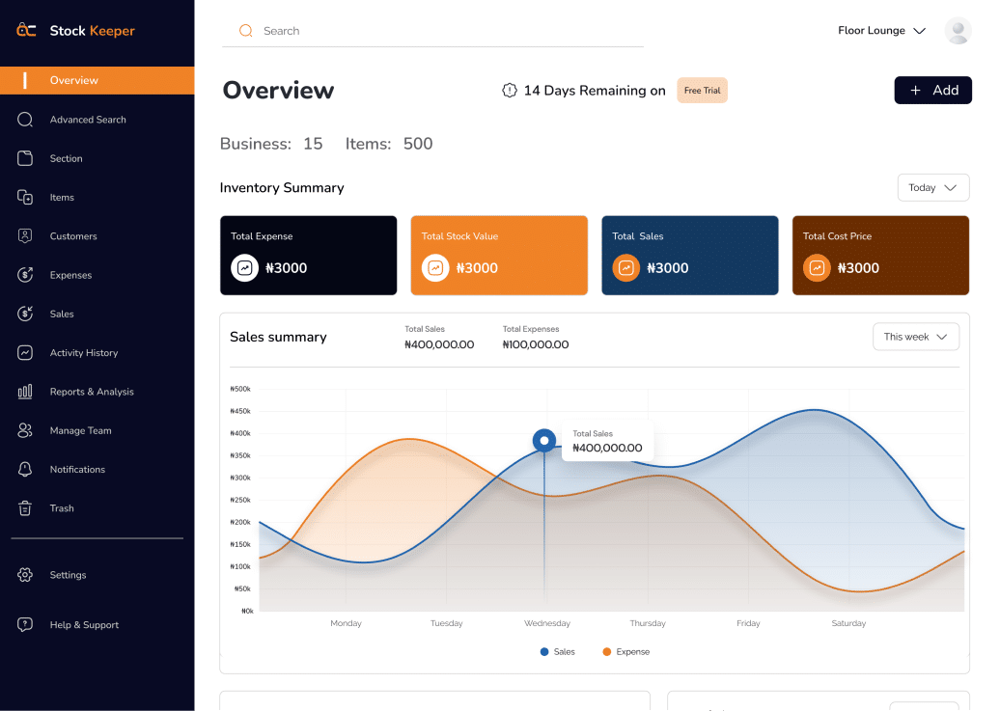 Stock Keeper
Search
Floor Lounge
Overview
Advanced Search
Section
Items
Customers
Expenses
Sales
Activity History
Reports & Analysis
Manage Team
Notifications
Trash
Settings
Help & Support
Overview
14 Days Remaining on
Free Trial
+ Add
Business: 15 Items: 500
Inventory Summary
Today
Total Expense
₦3000
Total Stock Value
₦3000
Total Sales
₦3000
Total Cost Price
₦3000
Sales summary
Total Sales
₦400,000.00
Total Expenses
₦100,000.00
This week
₦500k
₦450k
₦400k
₦350k
₦300k
₦250k
₦200k
₦150k
₦100k
₦50k
₦0k
Total Sales
₦400,000.00
Monday Tuesday Wednesday Thursday Friday Saturday
Sales Expense